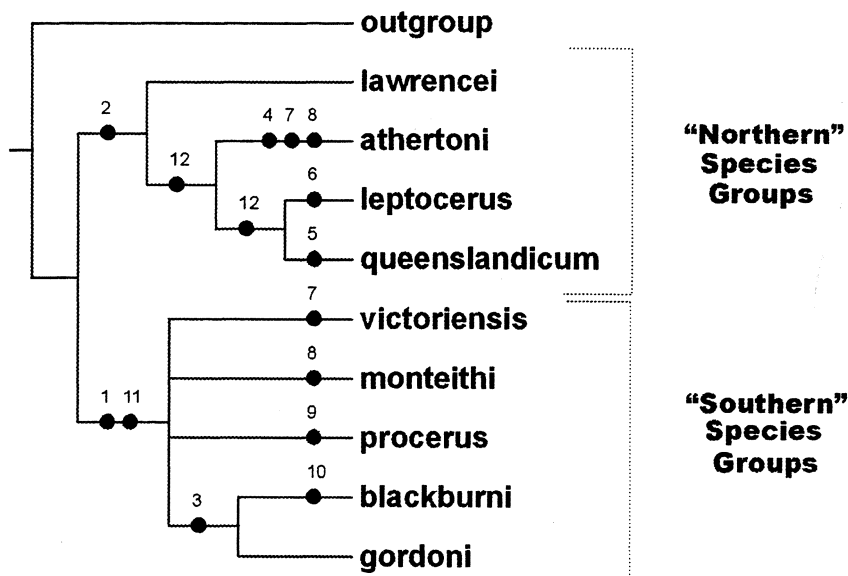 outgroup
2
lawrencei
4 7 8
athertoni
12
6
leptocerus
12
5
queenslandicum
“Northern”
Species
Groups
7
victoriensis
8
monteithi
1 11
9
procerus
10
blackburni
3
gordoni
“Southern”
Species
Groups